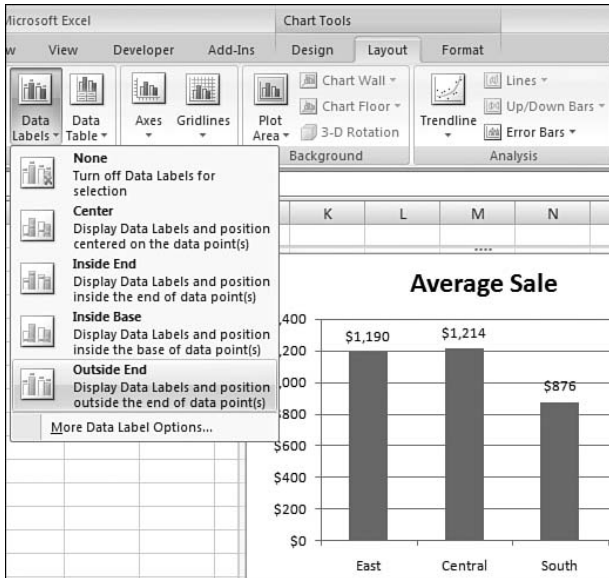 Microsoft Excel
Chart Tools
w View Developer Add-Ins Design Layout Format
Data Labels
Data Table
Axes
Gridlines
Plot Area
Chart Wall
Chart Floor
3-D Rotation
Background
Trendline
Lines
Up/Down Bars
Error Bars
Analysis
None
Turn off Data Labels for
selection
Center
Display Data Labels and position
centered on the data point(s)
Inside End
Display Data Labels and position
inside the end of data point(s)
Inside Base
Display Data Labels and position
inside the base of data point(s)
Outside End
Display Data Labels and position
outside the end of data point(s)
More Data Label Options...
K L M N
Average Sale
,400
,200
,000
$800
$600
$400
$200
$0
$1,190
$1,214
$876
East Central South